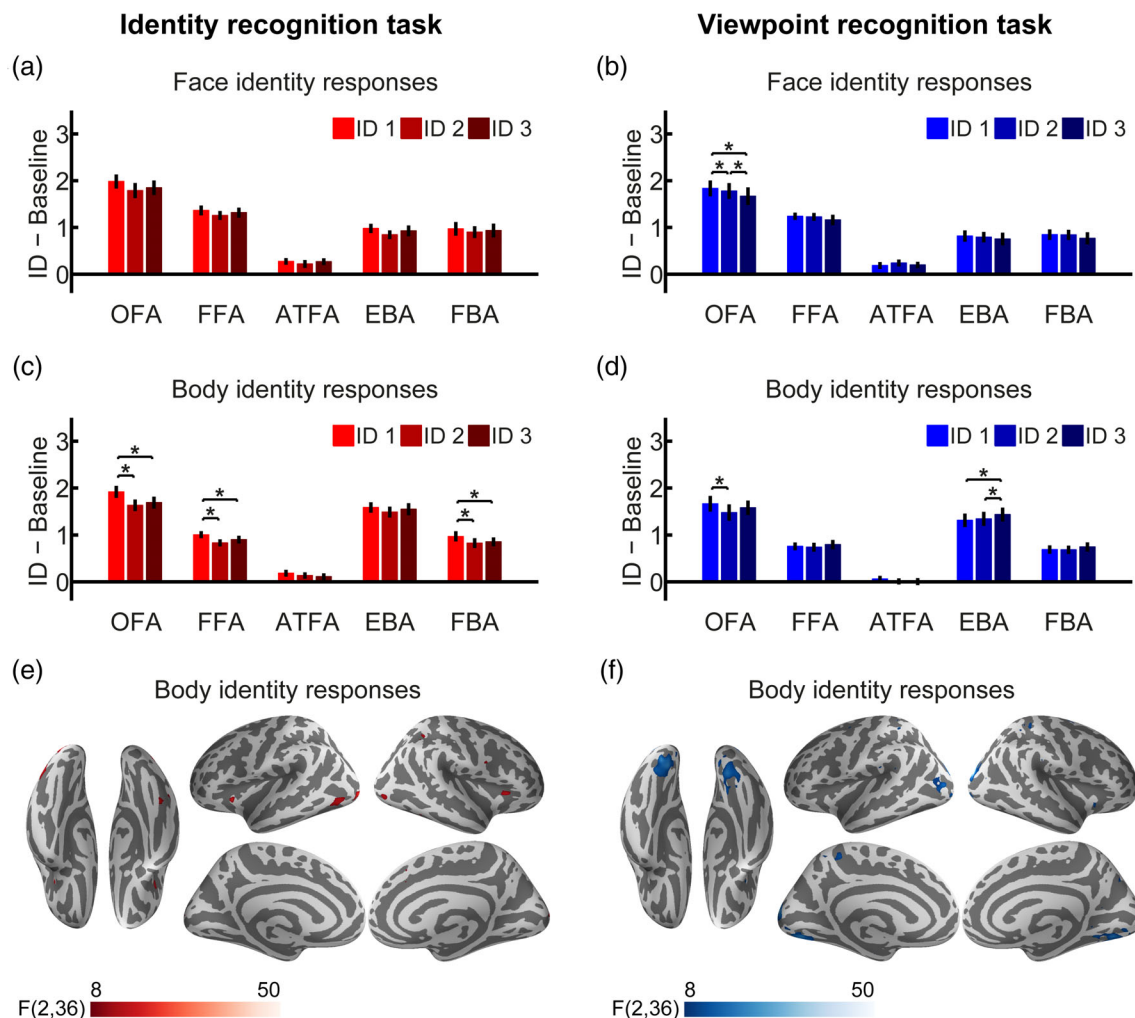 Identity recognition task
Viewpoint recognition task
(a)
Face identity responses
ID 1 ID 2 ID 3
ID – Baseline
3
2
1
0
OFA FFA ATFA EBA FBA
(b)
Face identity responses
ID 1 ID 2 ID 3
ID – Baseline
3
2
1
0
* * *
OFA FFA ATFA EBA FBA
(c)
Body identity responses
ID 1 ID 2 ID 3
ID – Baseline
3
2
1
0
* * * * * *
OFA FFA ATFA EBA FBA
(d)
Body identity responses
ID 1 ID 2 ID 3
ID – Baseline
3
2
1
0
* * *
OFA FFA ATFA EBA FBA
(e)
Body identity responses
8 50
F(2,36)
(f)
Body identity responses
8 50
F(2,36)